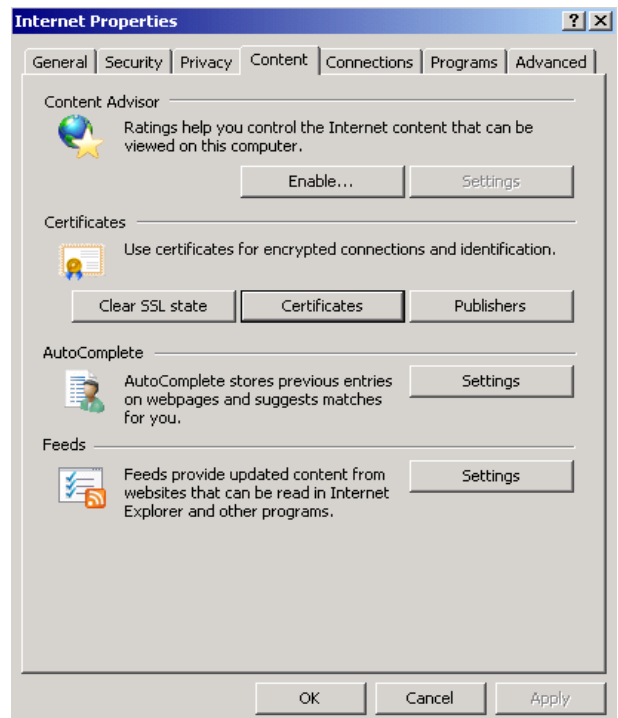 Internet Properties
General Security Privacy Content Connections Programs Advanced
Content Advisor
Ratings help you control the Internet content that can be
viewed on this computer.
Enable... Settings
Certificates
Use certificates for encrypted connections and identification.
Clear SSL state Certificates Publishers
AutoComplete
AutoComplete stores previous entries
on webpages and suggests matches
for you.
Settings
Feeds
Feeds provide updated content from
websites that can be read in Internet
Explorer and other programs.
Settings
OK Cancel Apply